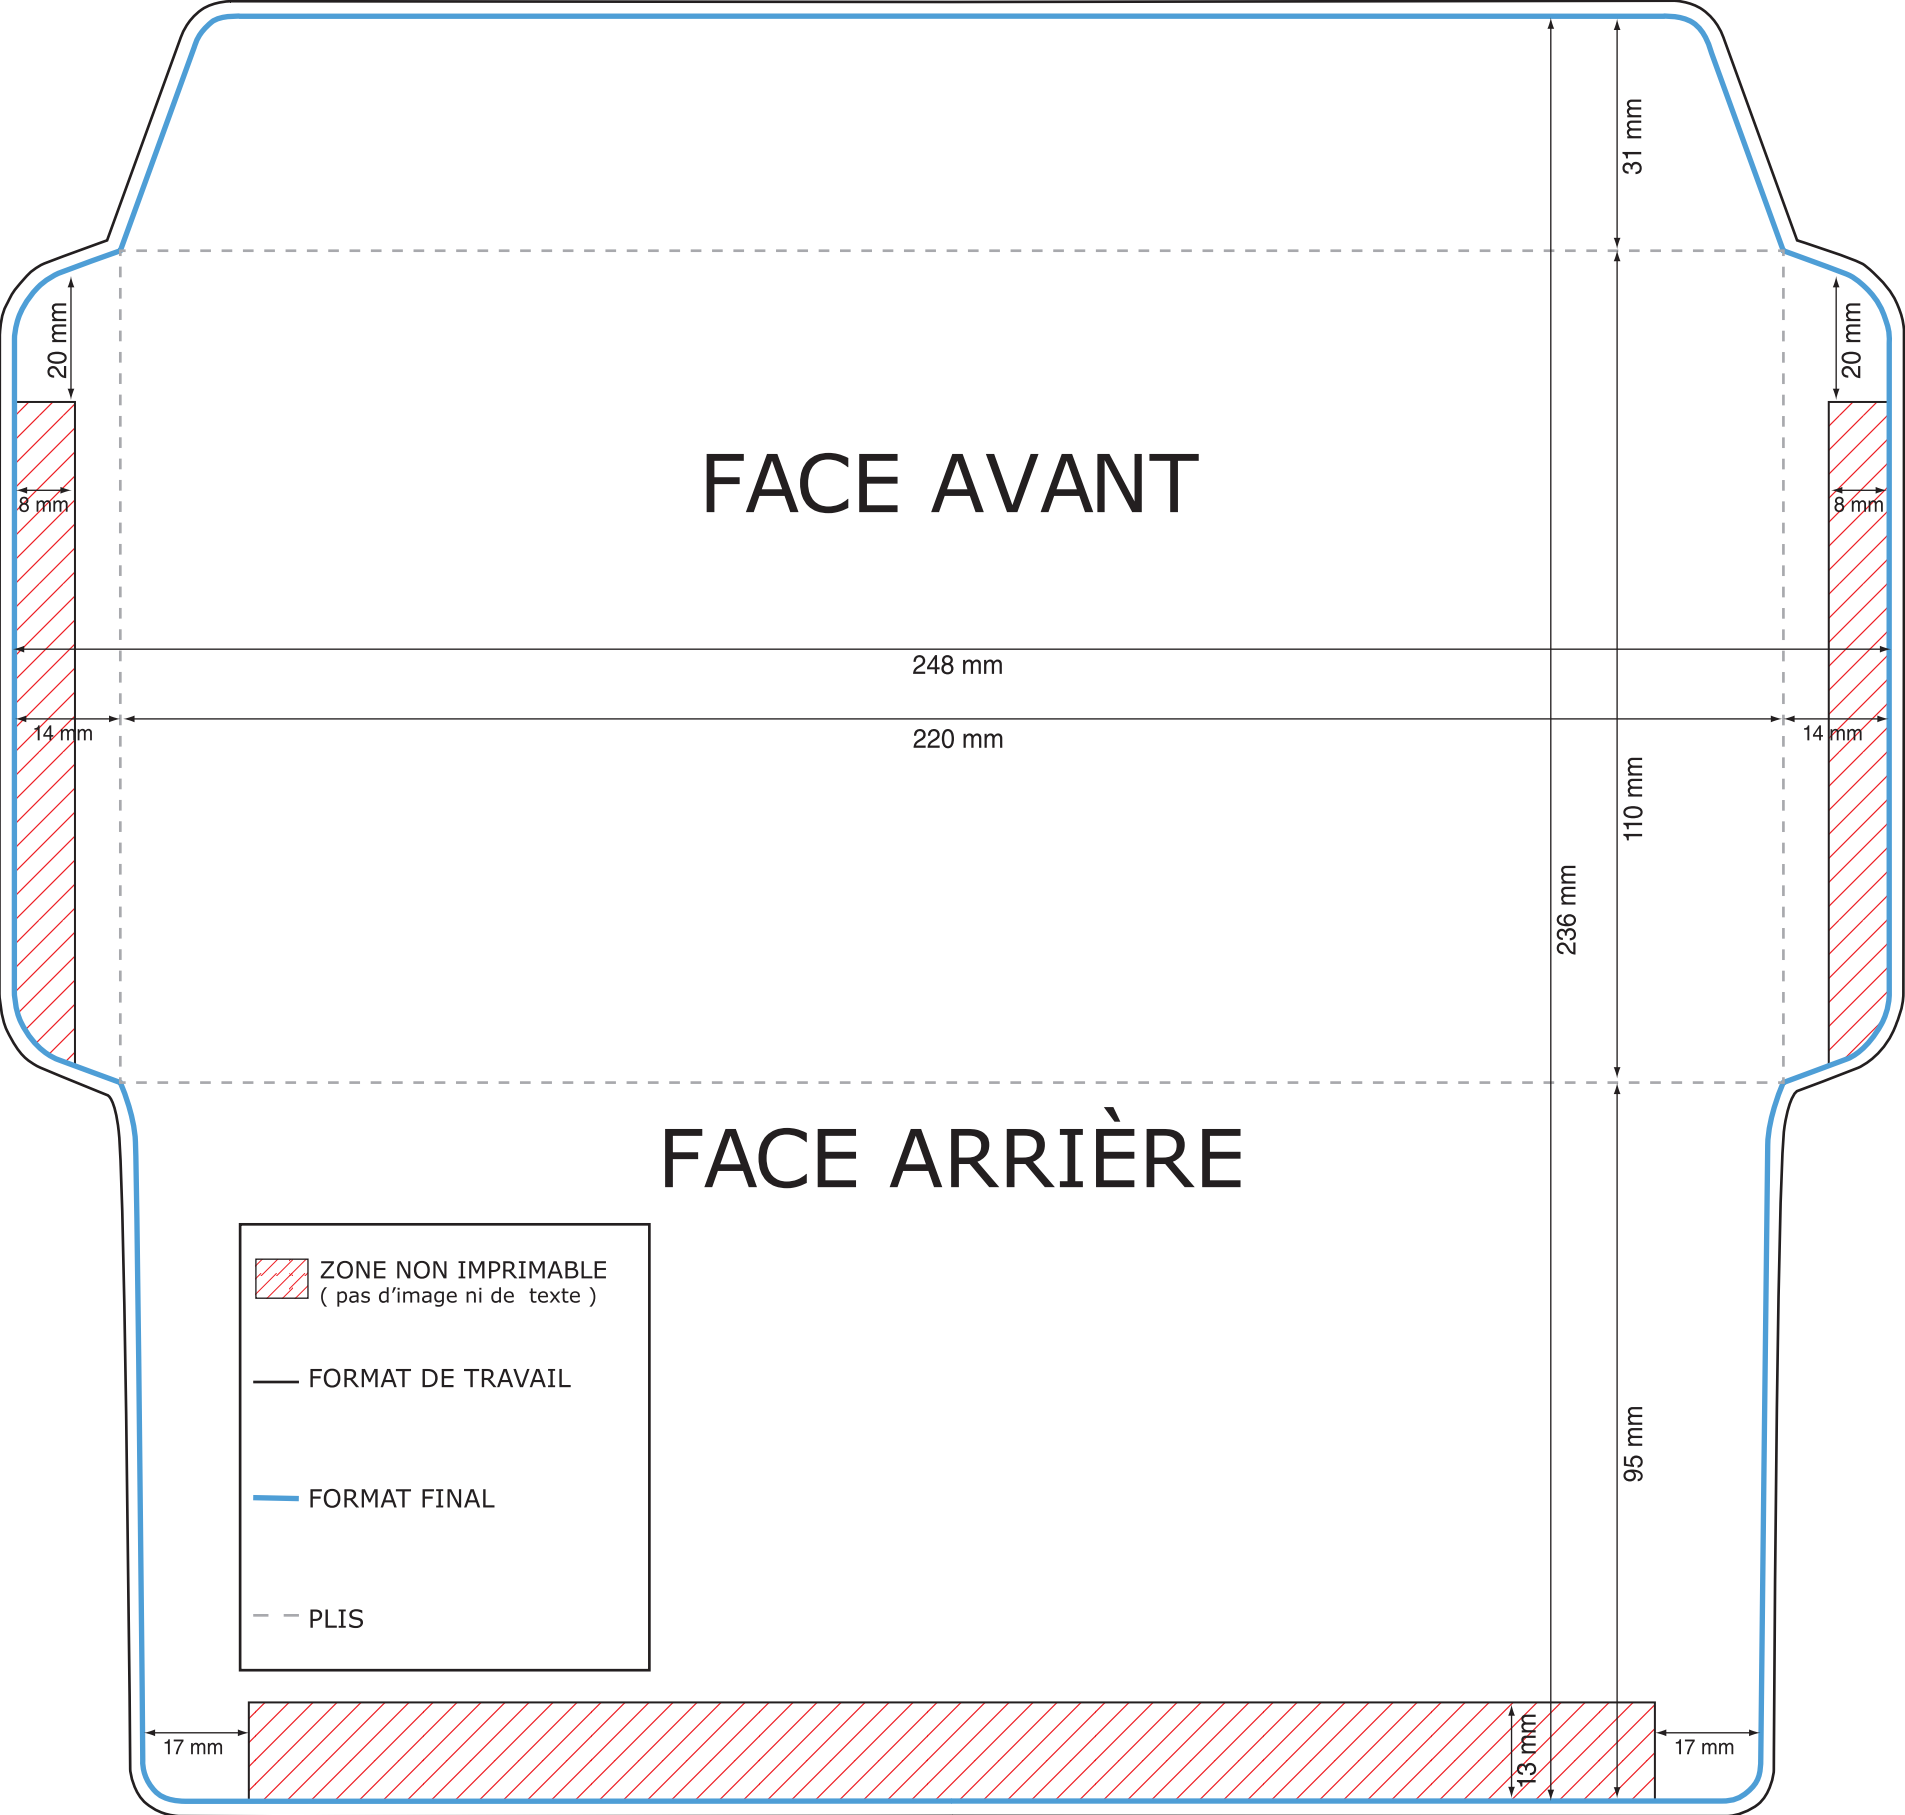 31 mm
20 mm
20 mm
FACE AVANT
8 mm
8 mm
248 mm
14 mm
220 mm
14 mm
110 mm
236 mm
FACE ARRIÈRE
ZONE NON IMPRIMABLE
( pas d'image ni de texte )
FORMAT DE TRAVAIL
95 mm
FORMAT FINAL
PLIS
17 mm
13 mm
17 mm